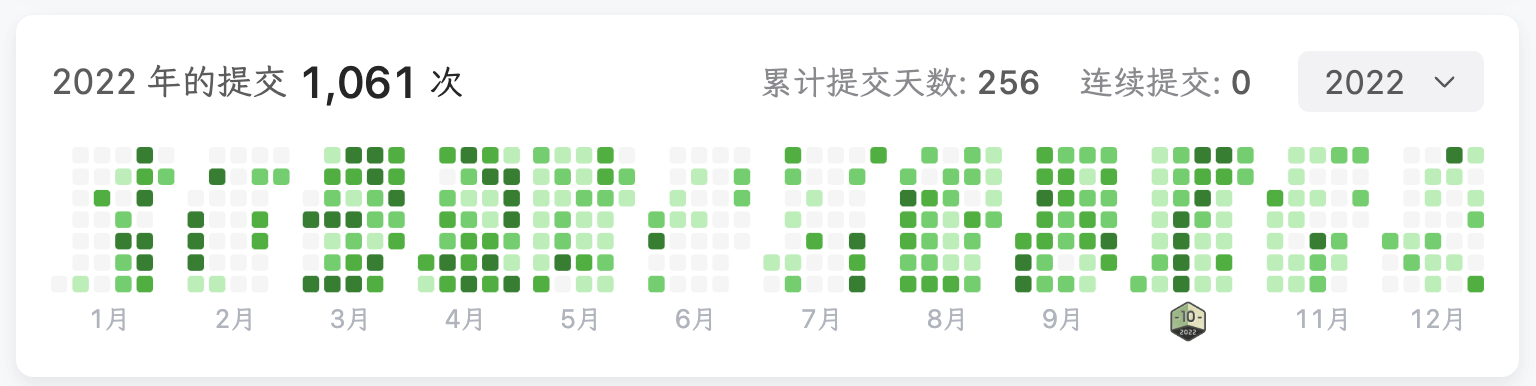 2022 年的提交 1,061 次 累计提交天数: 256 连续提交: 0 2022
1月 2月 3月 4月 5月 6月 7月 8月 9月 -10- 11月 12月
2022